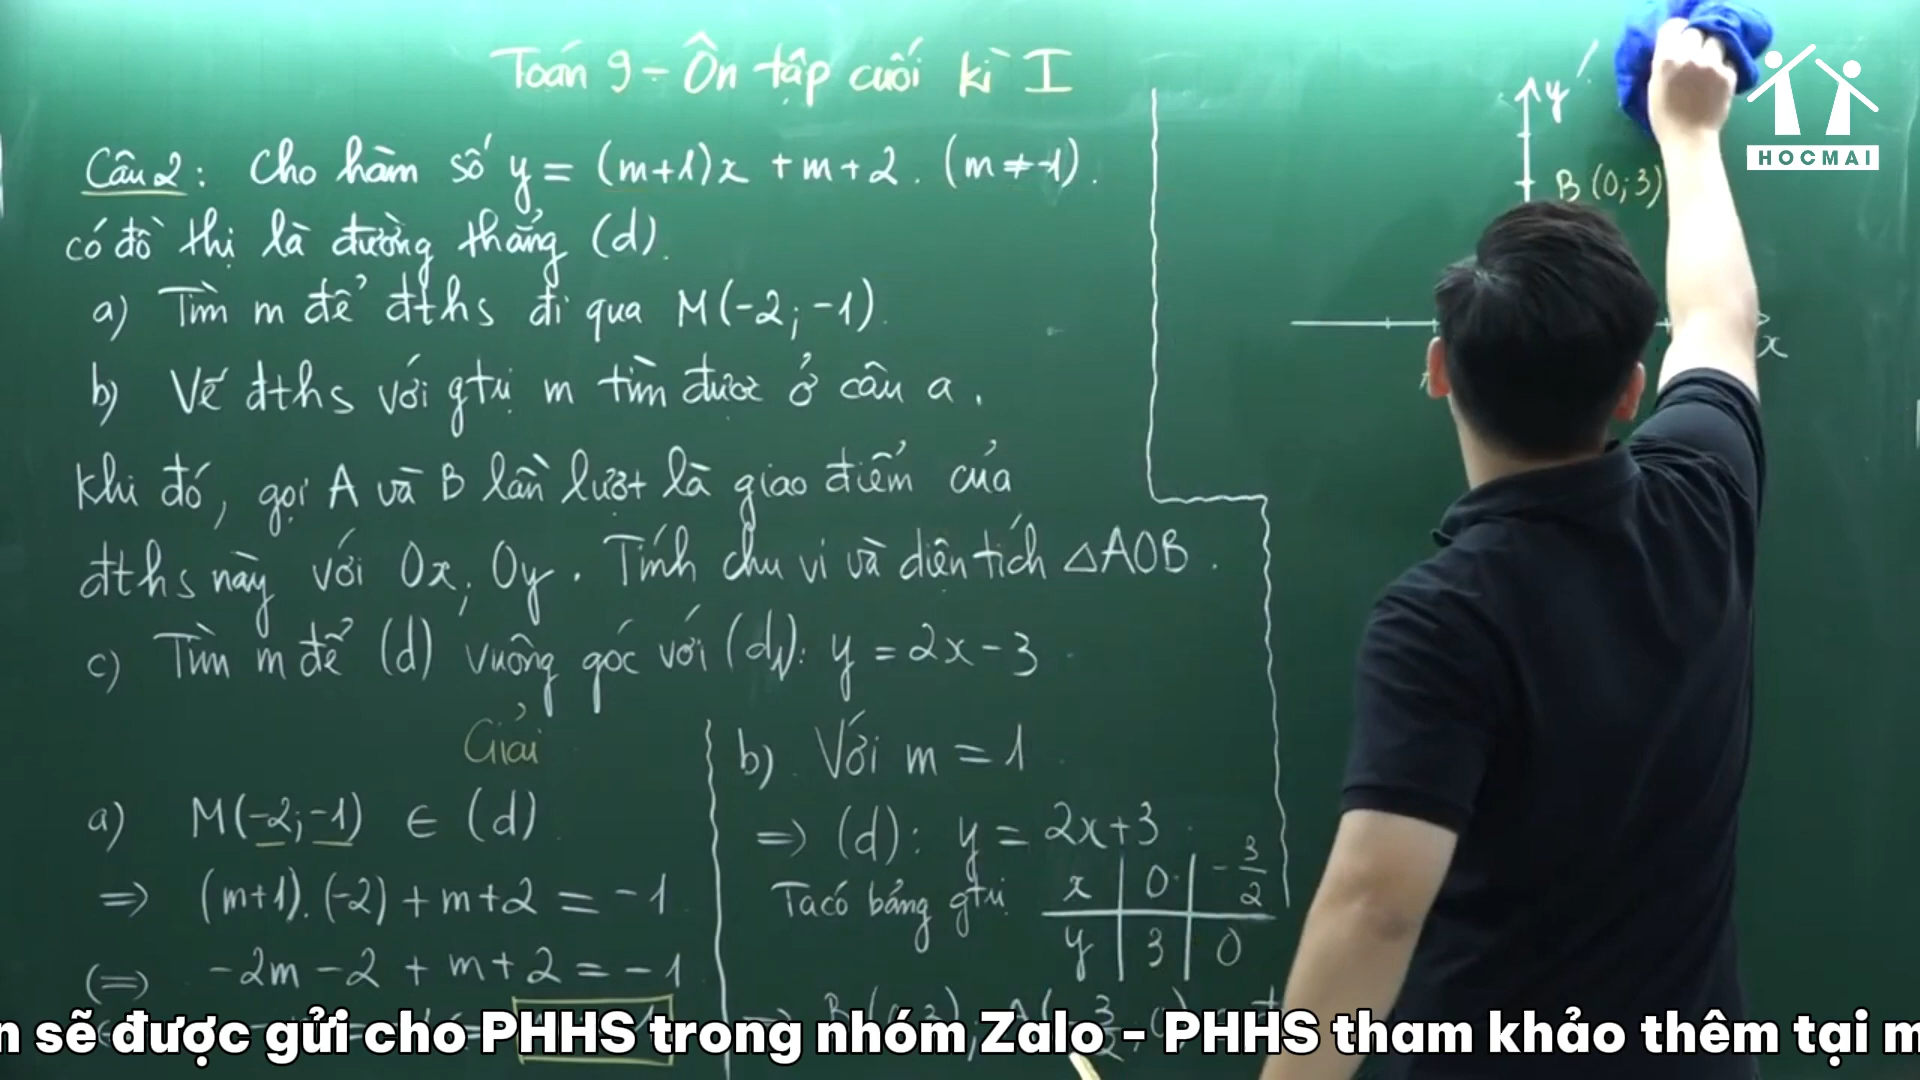 Toán 9 - Ôn tập cuối kì I
Câu 2: Cho hàm số y = (m+1)x + m+2. (m ≠ -1).
có đồ thị là đường thẳng (d).
a) Tìm m để đths đi qua M(-2; -1).
b) Vẽ đths với gtrị m tìm được ở câu a.
Khi đó, gọi A và B lần lượt là giao điểm của
đths này với Ox, Oy. Tính chu vi và diện tích △AOB.
c) Tìm m để (d) vuông góc với (d₁): y = 2x - 3
Giải
a) M(-2; -1) ∈ (d)
=> (m+1).(-2) + m+2 = -1
(=) -2m - 2 + m + 2 = -1
b) Với m = 1
=> (d): y = 2x+3
Ta có bảng gtrị
x | 0 | -3/2
y | 3 | 0
y
B (0; 3)
x
HOCMAI
sẽ được gửi cho PHHS trong nhóm Zalo - PHHS tham khảo thêm tại